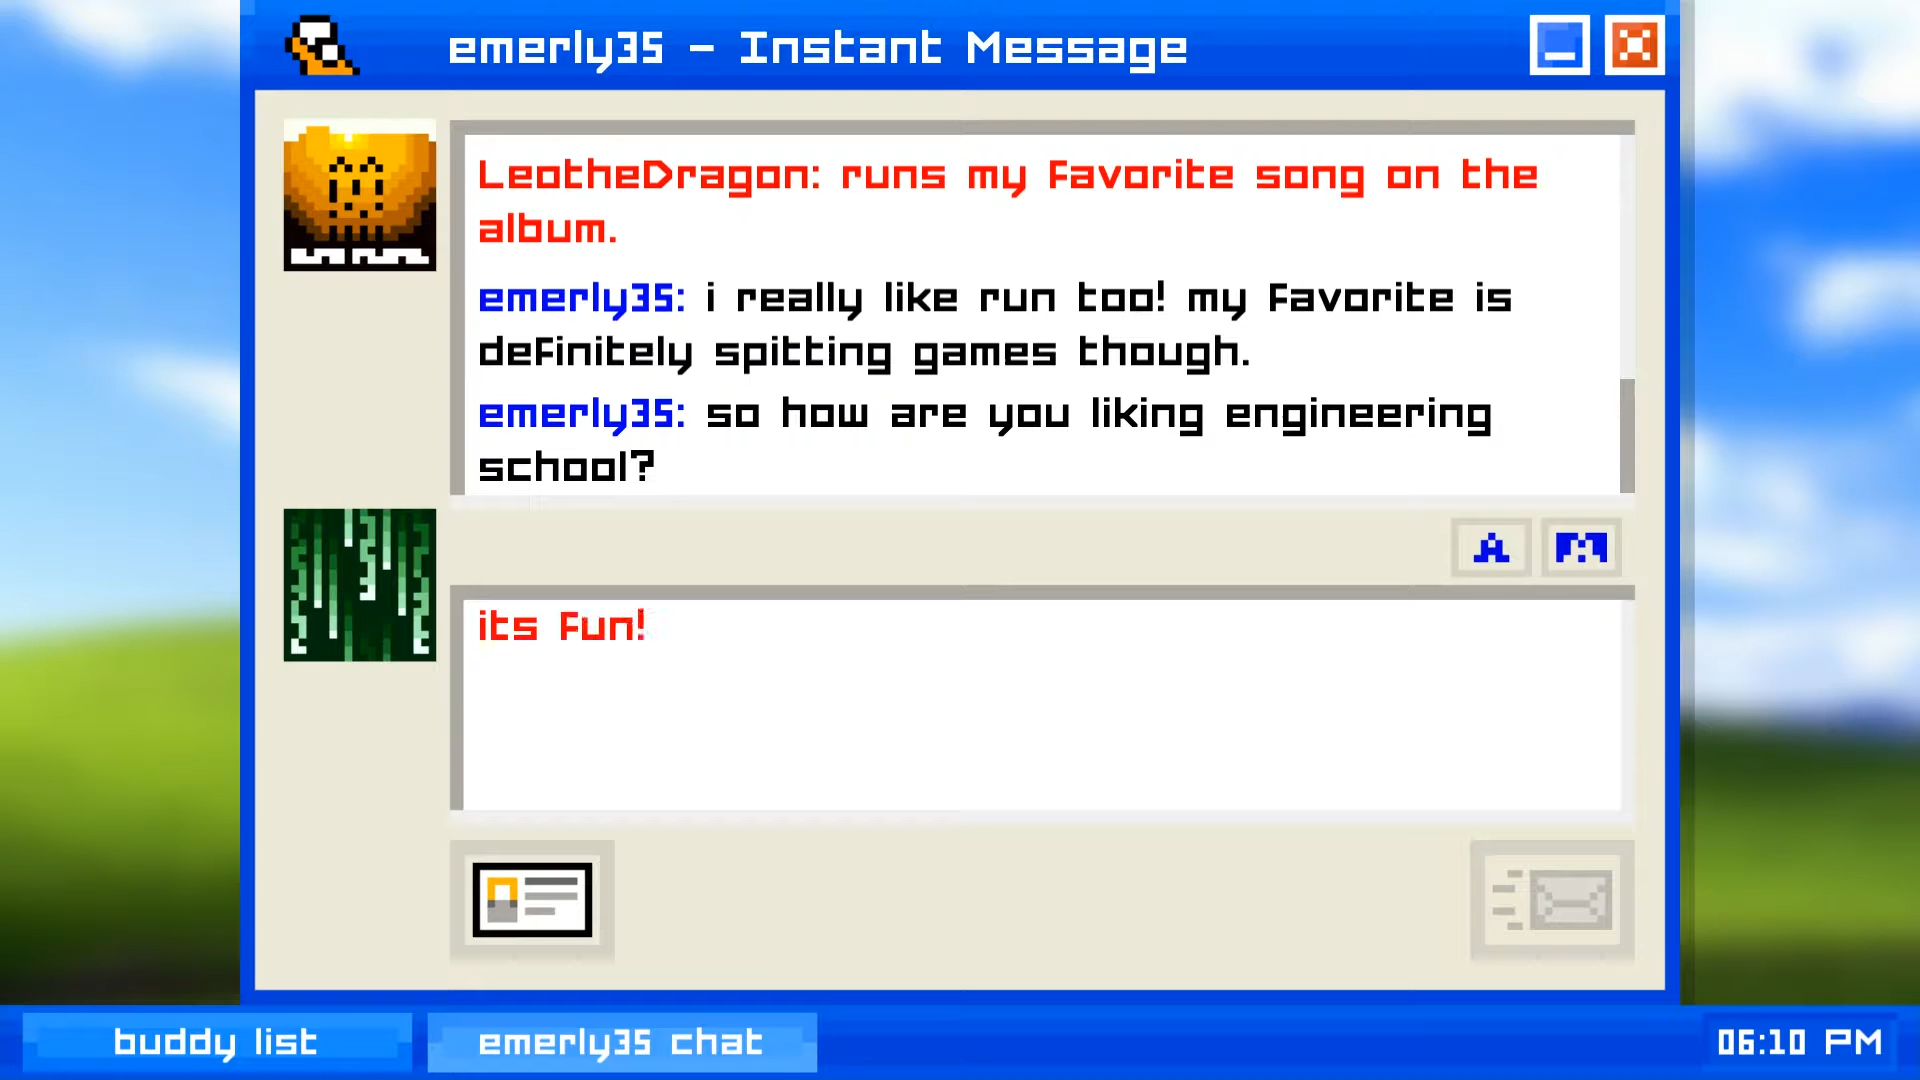 emerly35 - Instant Message
LeotheDragon: runs my favorite song on the
album.
emerly35: i really like run too! my favorite is
definitely spitting games though.
emerly35: so how are you liking engineering
school?
A M
its fun!
buddy list
emerly35 chat
06:10 PM